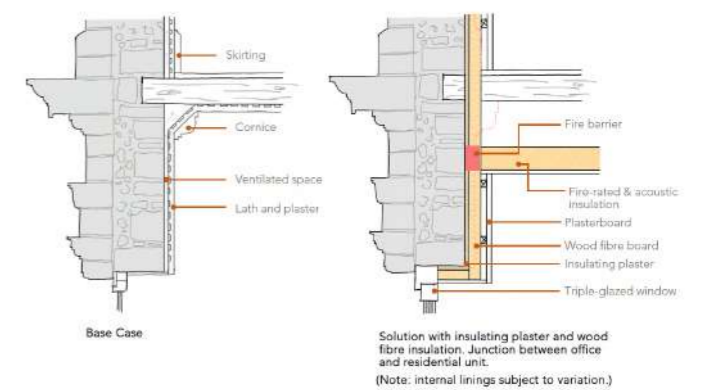 Skirting
Cornice
Ventilated space
Lath and plaster
Base Case
Fire barrier
Fire-rated & acoustic
insulation
Plasterboard
Wood fibre board
Insulating plaster
Triple-glazed window
Solution with insulating plaster and wood
fibre insulation. Junction between office
and residential unit.
(Note: internal linings subject to variation.)